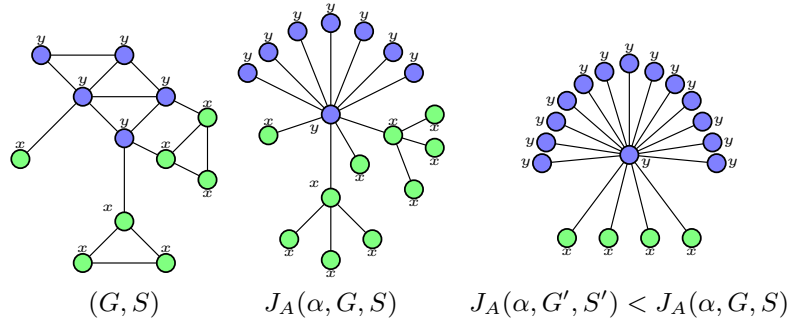 y y
y y
x
y
x x
x
x
x x
(G, S)
y
y y
y y
y y
x x x
y
x
x
x
x
x x
x
J_A(α, G, S)
y
y y
y y
y y
y y
y y
y y y
x x x x
J_A(α, G′, S′) < J_A(α, G, S)